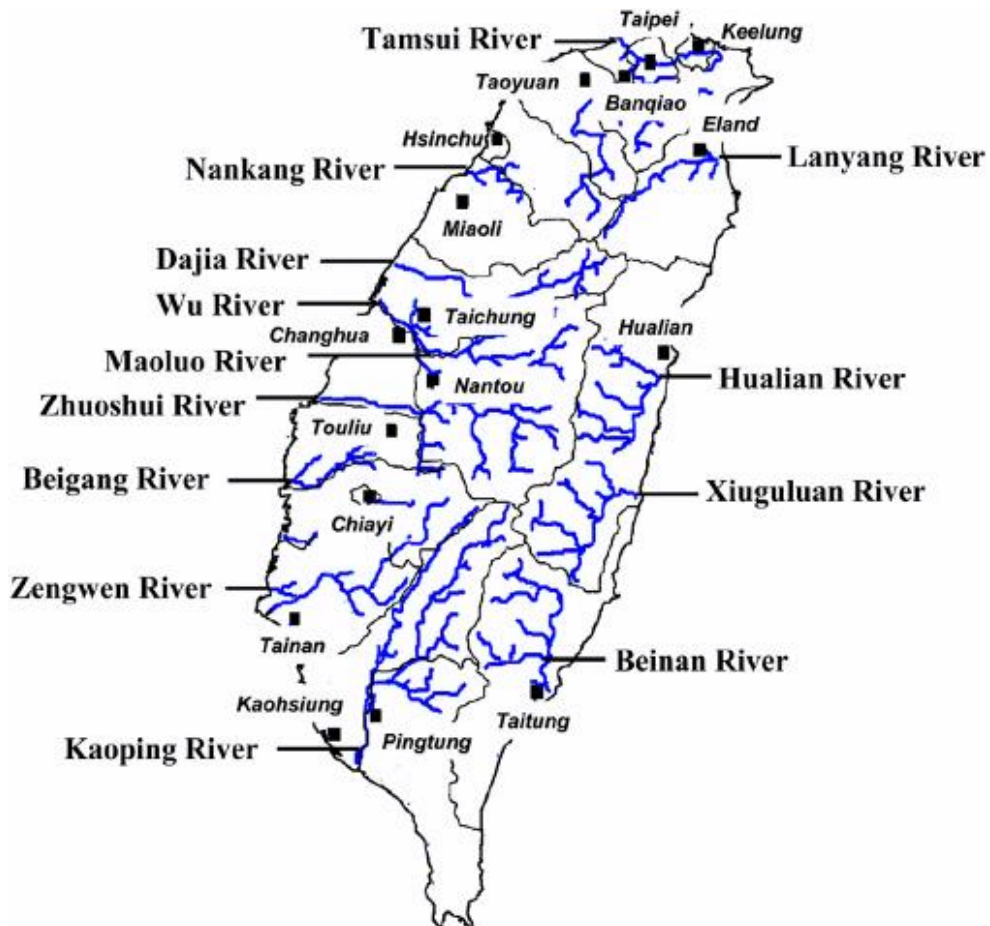 Taipei
Tamsui River
Keelung
Taoyuan
Banqiao
Eland
Hsinchu
Lanyang River
Nankang River
Miaoli
Dajia River
Wu River
Taichung
Changhua
Hualian
Maoluo River
Hualian River
Nantou
Zhuoshui River
Touliu
Beigang River
Xiuguluan River
Chiayi
Zengwen River
Tainan
Beinan River
Kaohsiung
Taitung
Pingtung
Kaoping River